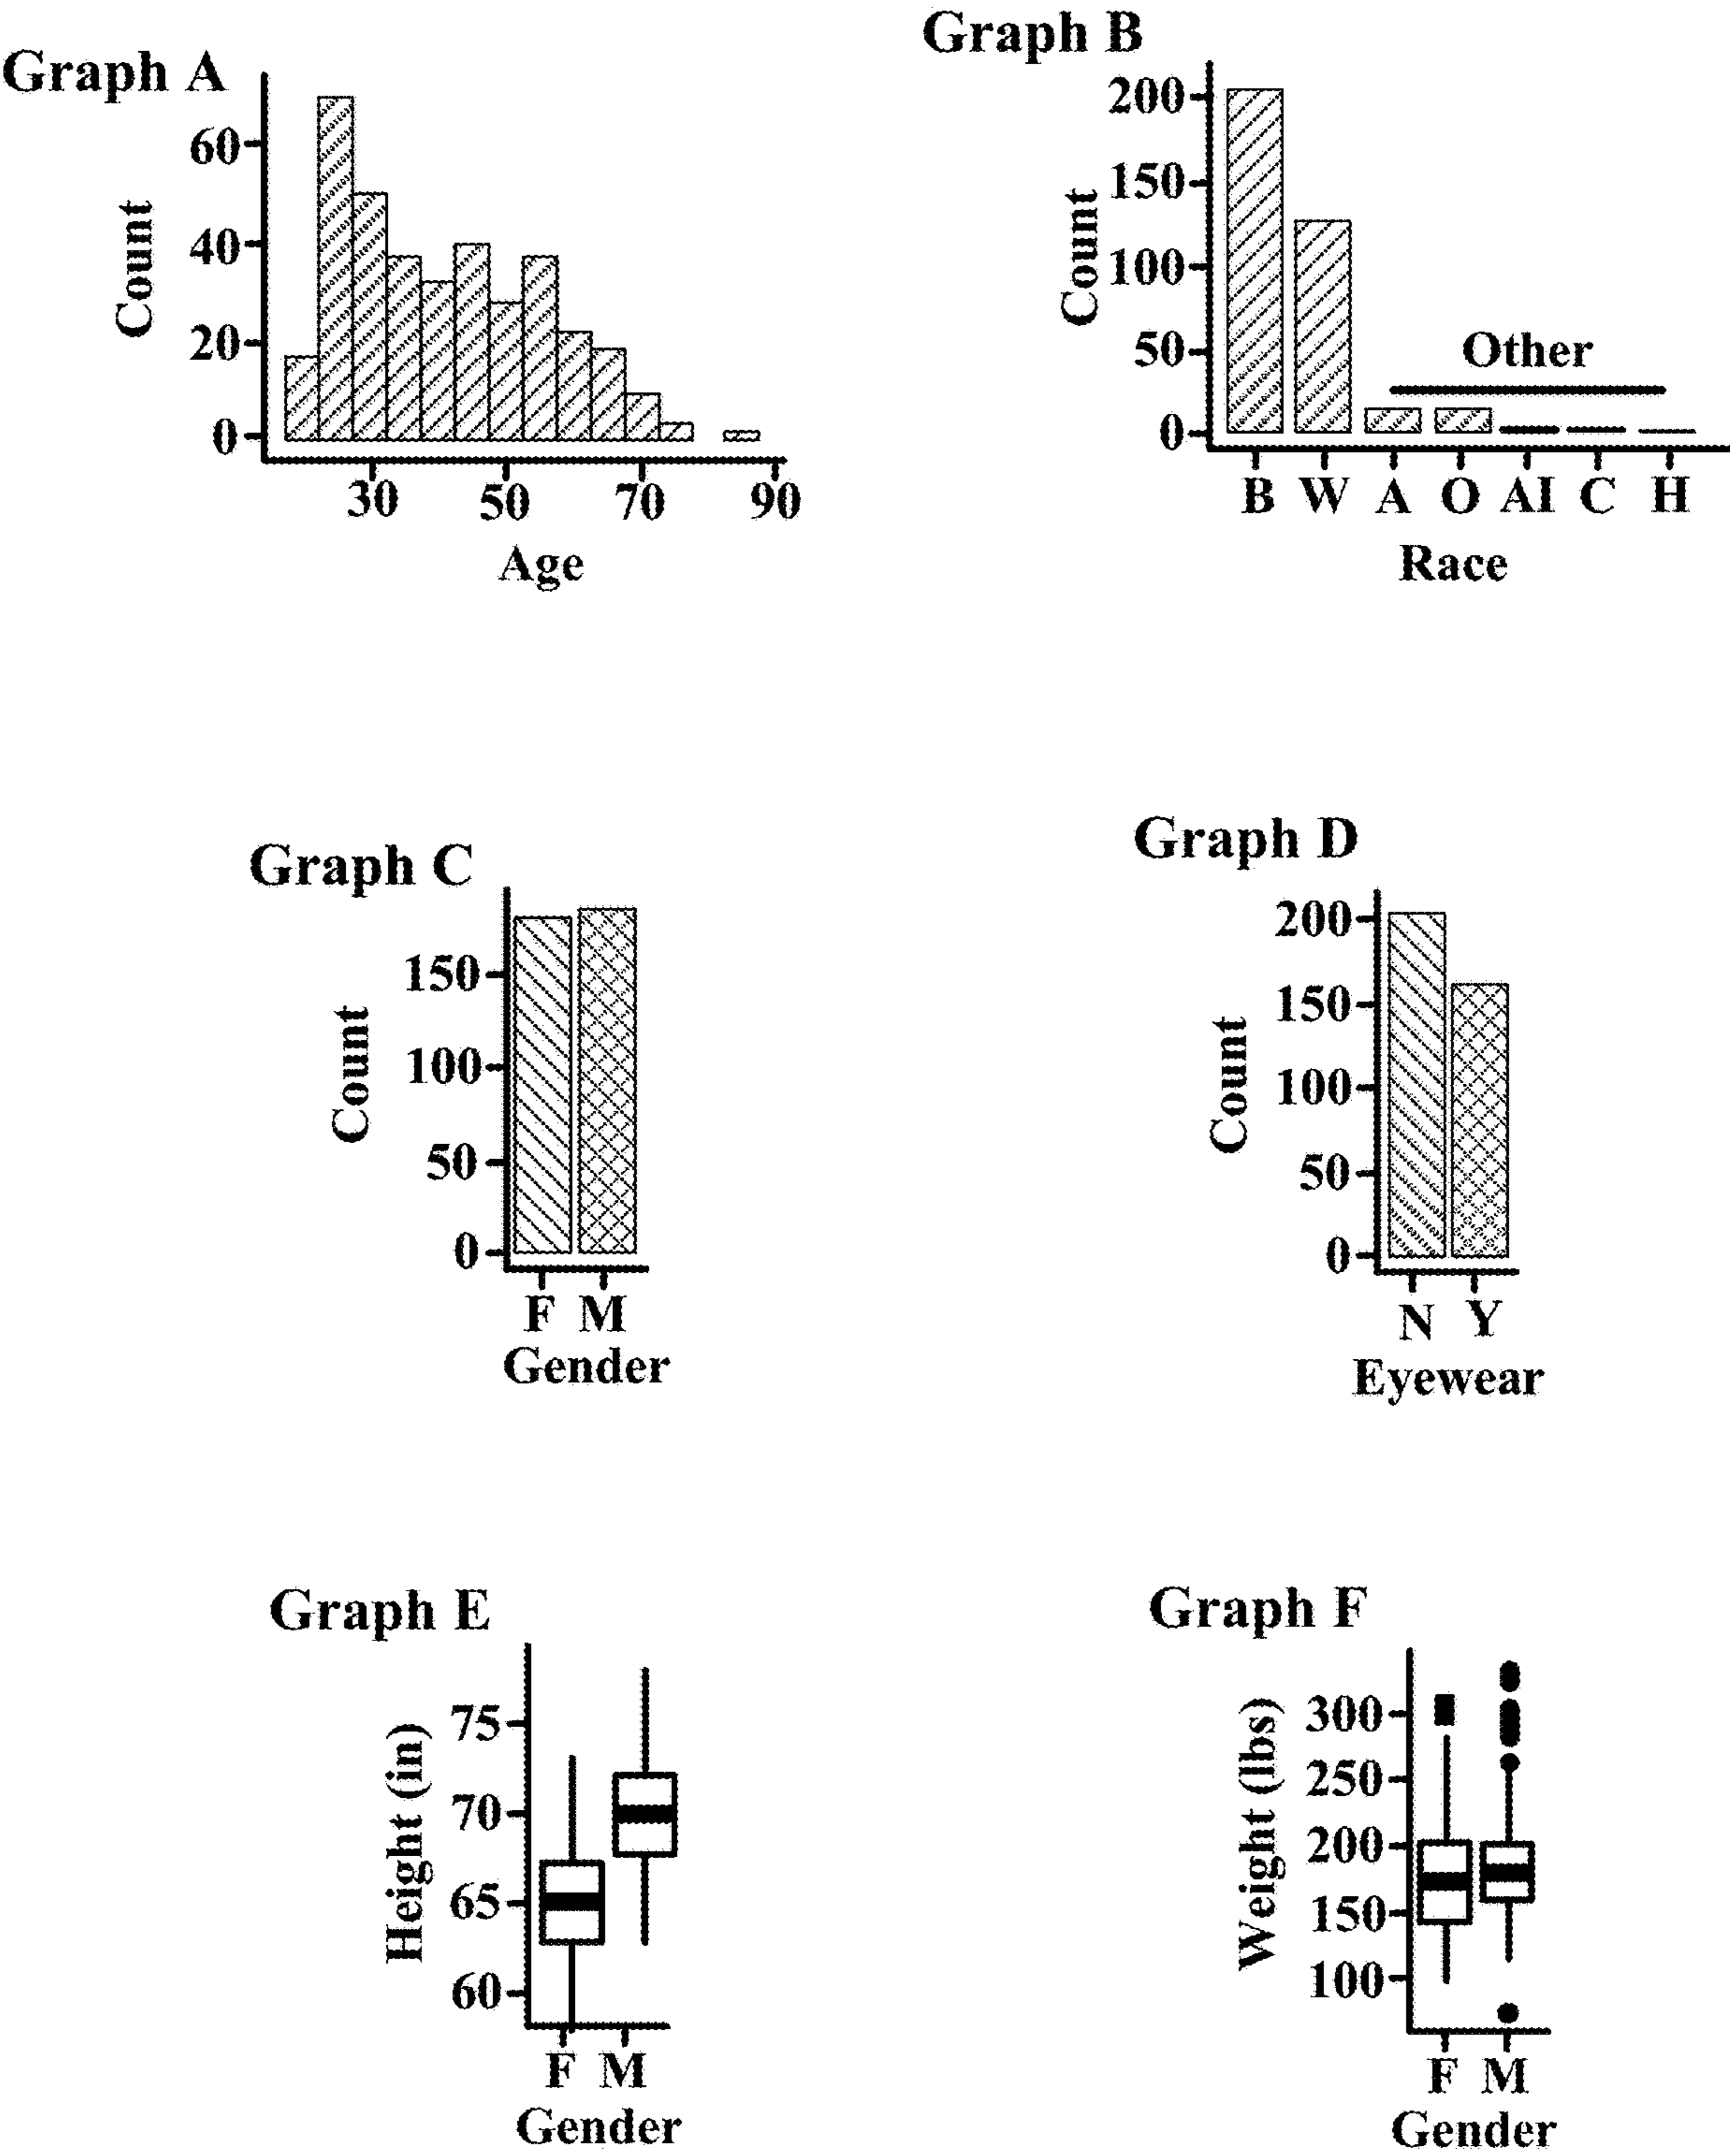 Graph A
60
40
20
0
Count
30 50 70 90
Age
Graph B
200
150
100
50
0
Count
Other
B W A O AI C H
Race
Graph C
150
100
50
0
Count
F M
Gender
Graph D
200
150
100
50
0
Count
N Y
Eyewear
Graph E
75
70
65
60
Height (in)
F M
Gender
Graph F
300
250
200
150
100
Weight (lbs)
F M
Gender